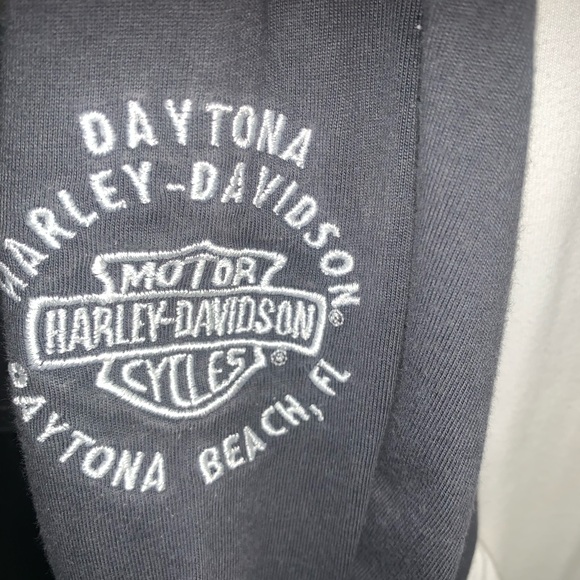 DAYTONA
HARLEY-DAVIDSON®
MOTOR
HARLEY-DAVIDSON
CYCLES®
DAYTONA BEACH, FL